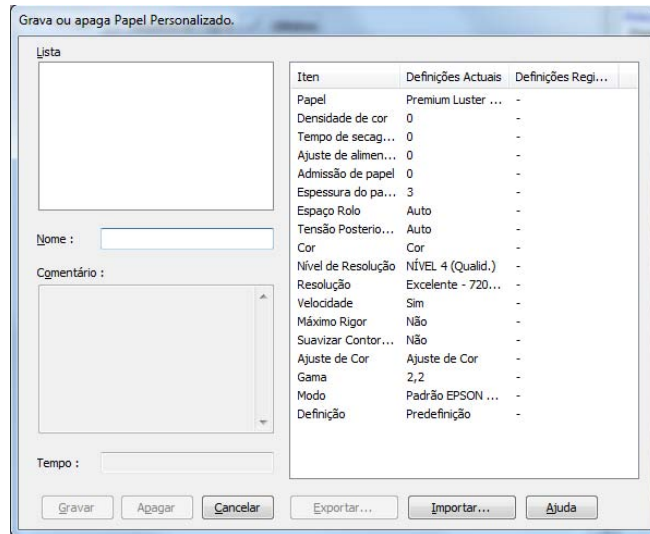 Grava ou apaga Papel Personalizado.
Lista
Iten Definições Actuais Definições Regi...
Papel Premium Luster ... -
Densidade de cor 0 -
Tempo de secag... 0 -
Ajuste de alimen... 0 -
Admissão de papel 0 -
Espessura do pa... 3 -
Espaço Rolo Auto -
Tensão Posterio... Auto -
Cor Cor -
Nível de Resolução NÍVEL 4 (Qualid.) -
Resolução Excelente - 720... -
Velocidade Sim -
Máximo Rigor Não -
Suavizar Contor... Não -
Ajuste de Cor Ajuste de Cor -
Gama 2,2 -
Modo Padrão EPSON ... -
Definição Predefinição -
Nome :
Comentário :
Tempo :
Gravar Apagar Cancelar Exportar... Importar... Ajuda